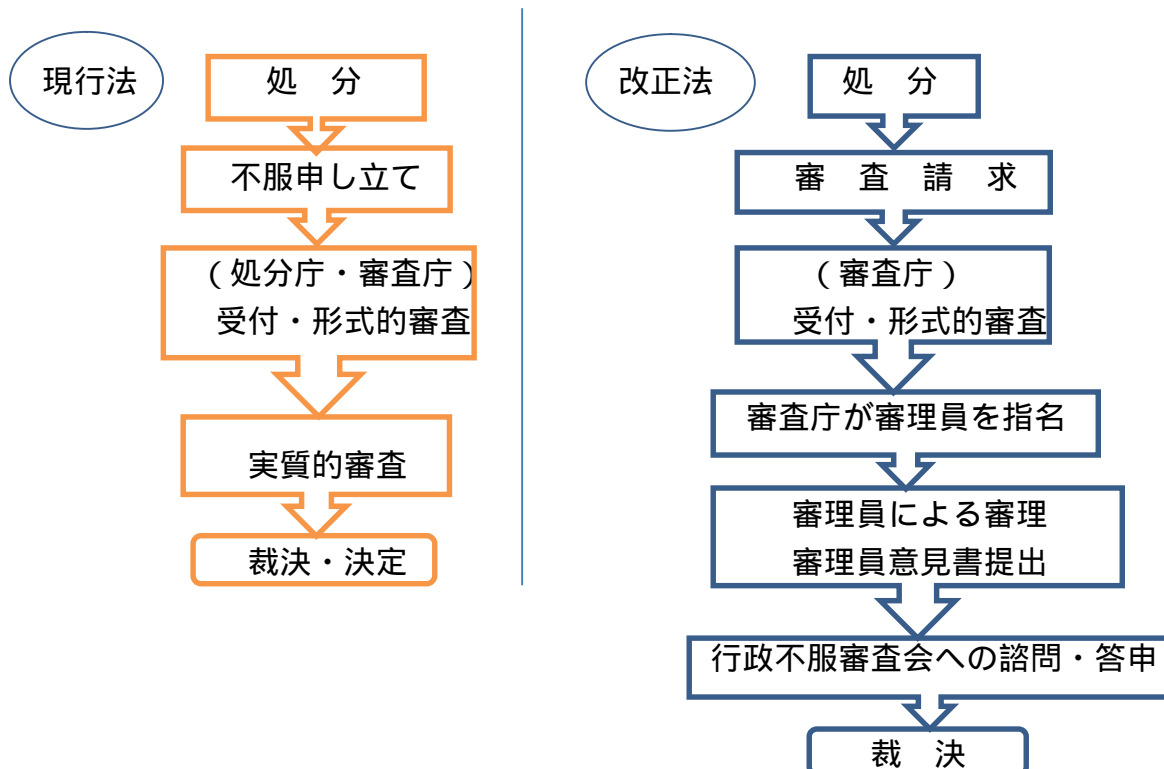 現行法
処　分
不服申し立て
（処分庁・審査庁）
受付・形式的審査
実質的審査
裁決・決定
改正法
処　分
審　査　請　求
（審査庁）
受付・形式的審査
審査庁が審理員を指名
審理員による審理
審理員意見書提出
行政不服審査会への諮問・答申
裁　決